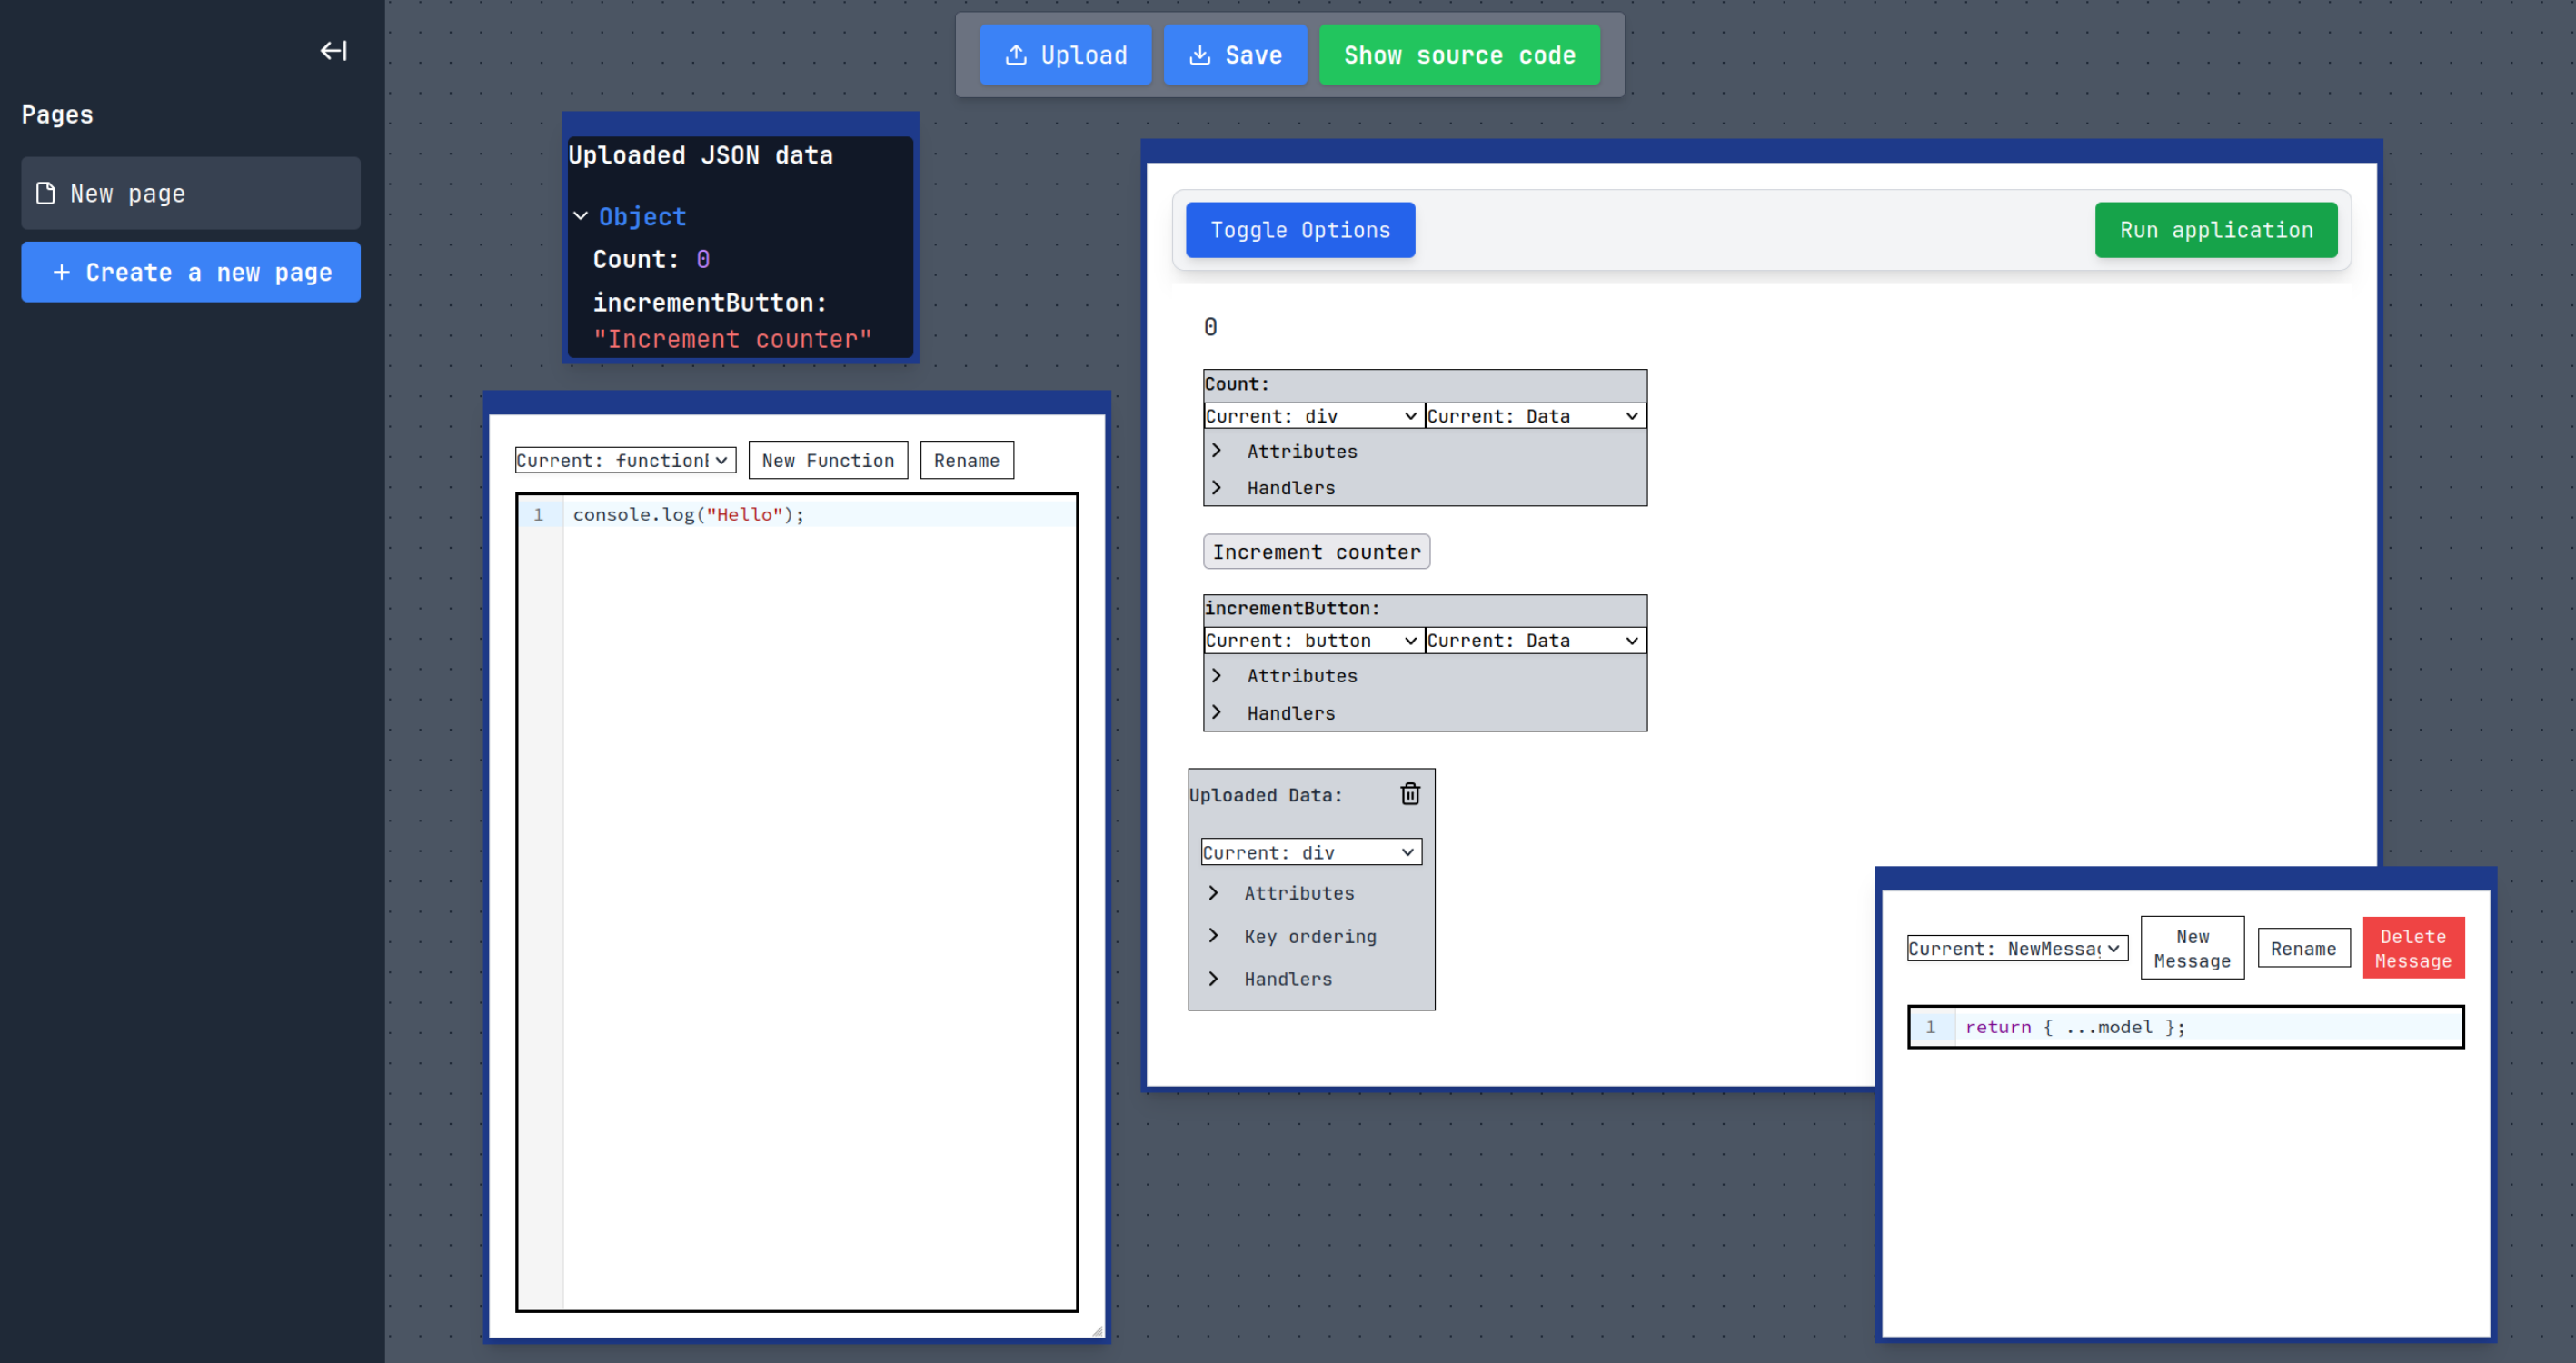 Pages
New page
+ Create a new page
Upload
Save
Show source code
Uploaded JSON data
Object
Count: 0
incrementButton:
"Increment counter"
Current: function
New Function
Rename
1 console.log("Hello");
Toggle Options
Run application
0
Count:
Current: div
Current: Data
Attributes
Handlers
Increment counter
incrementButton:
Current: button
Current: Data
Attributes
Handlers
Uploaded Data:
Current: div
Attributes
Key ordering
Handlers
Current: NewMessa
New
Message
Rename
Delete
Message
1 return { ...model };